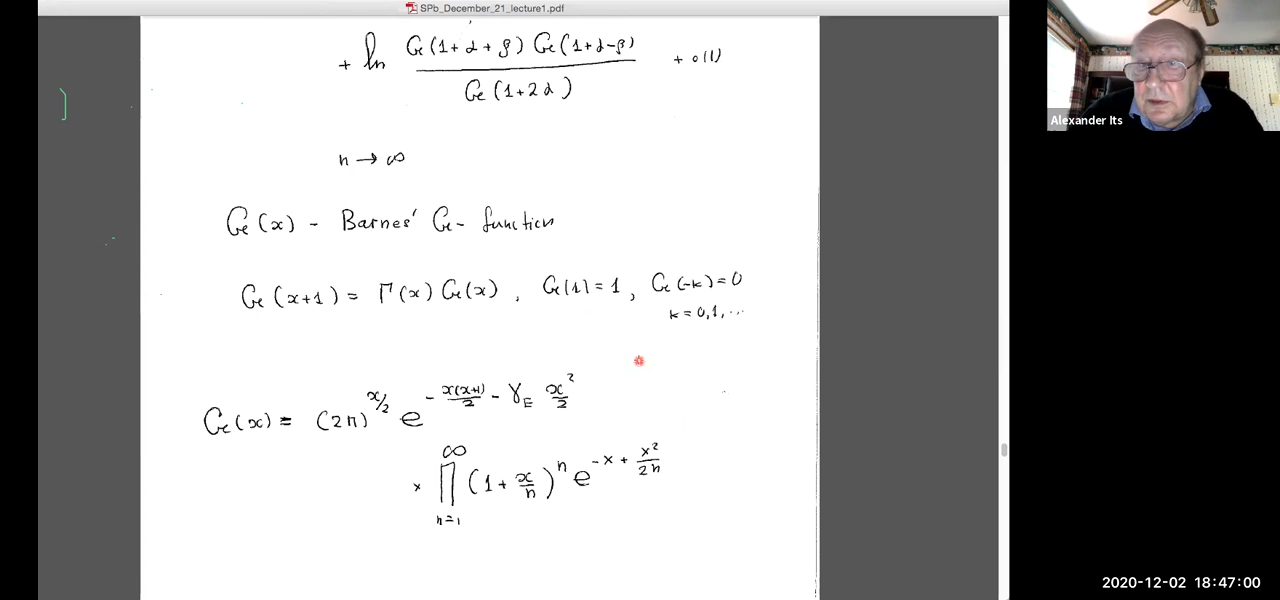 SPb_December_21_lecture1.pdf
+ ln G(1+α+β) G(1+α-β) / G(1+2α) + o(1)
n → ∞
G(x) - Barnes' G- function
G(x+1) = Γ(x) G(x), G(1) = 1, G(-k) = 0
k = 0,1,...
G(x) = (2π)^{x/2} e^{-x(x+1)/2 - γ_E x²/2}
× ∏_{n=1}^{∞} (1 + x/n)^n e^{-x + x²/2n}
Alexander Its
2020-12-02 18:47:00